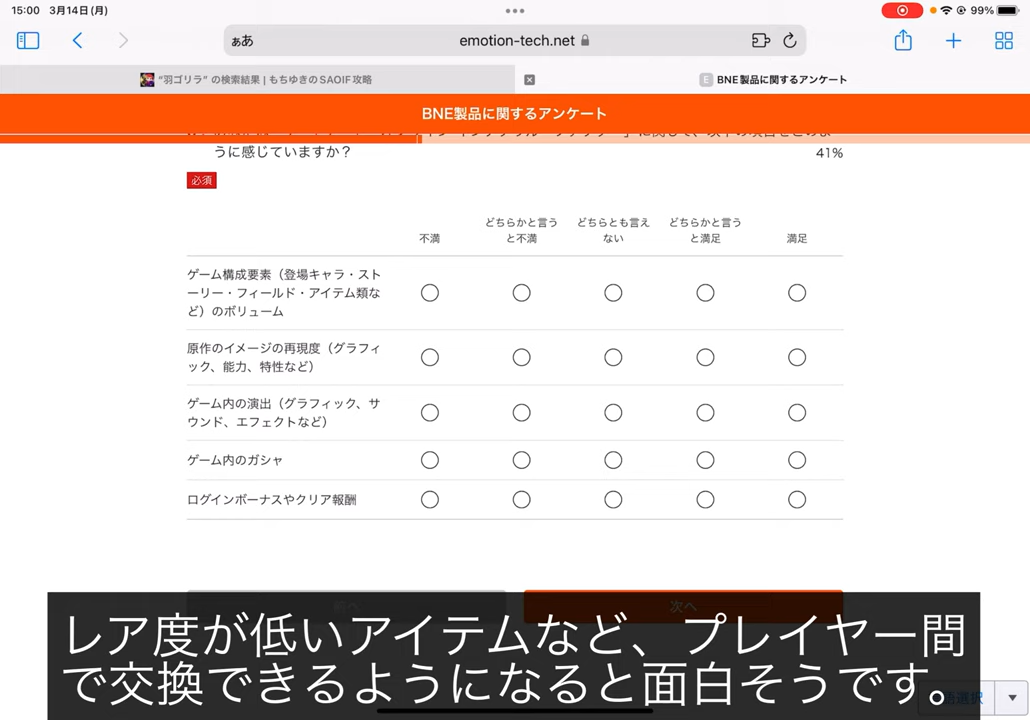 15:00 3月14日(月)
99%
ぁあ
emotion-tech.net
“羽ゴリラ” の検索結果 | もちゆきのSAOIF攻略
E BNE製品に関するアンケート
BNE製品に関するアンケート
うに感じていますか？
41%
必須
不満
どちらかと言うと不満
どちらとも言えない
どちらかと言うと満足
満足
ゲーム構成要素（登場キャラ・スト
ーリー・フィールド・アイテム類な
ど）のボリューム
原作のイメージの再現度（グラフィ
ック、能力、特性など）
ゲーム内の演出（グラフィック、サ
ウンド、エフェクトなど）
ゲーム内のガシャ
ログインボーナスやクリア報酬
前へ
次へ
レア度が低いアイテムなど、プレイヤー間
で交換できるようになると面白そうです。
選択